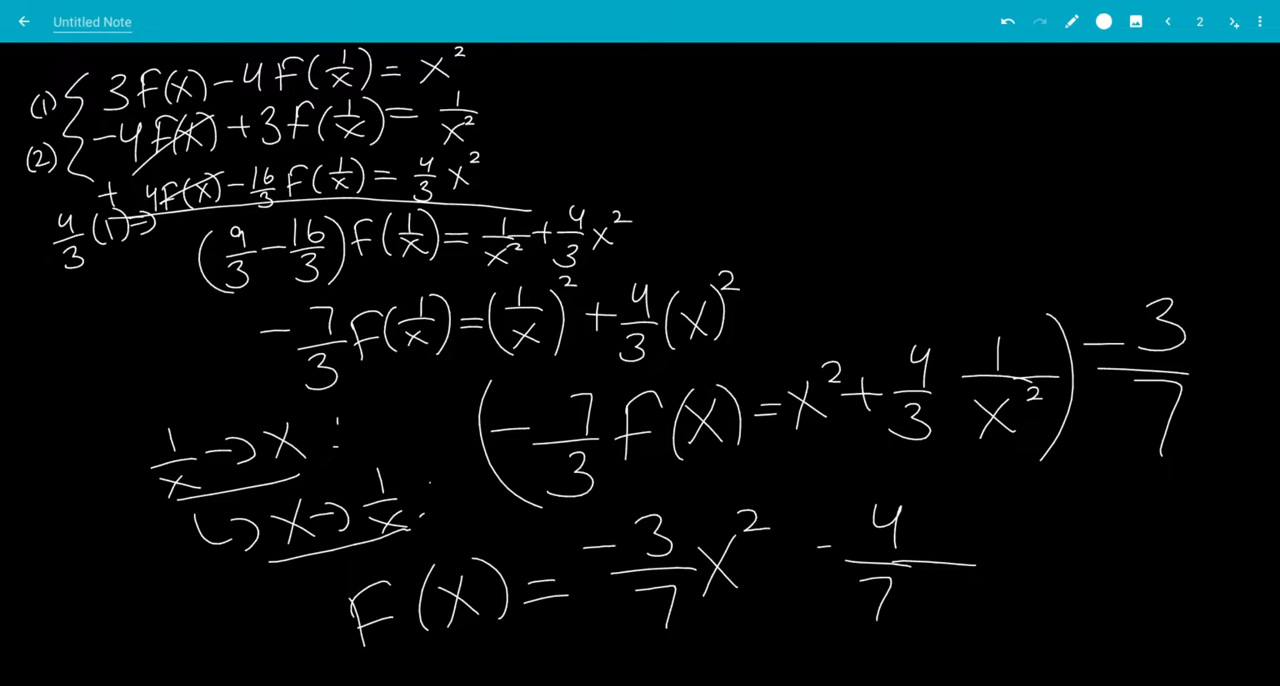 Untitled Note
2
(1) 3F(x) - 4F(1/x) = x²
(2) -4F(x) + 3F(1/x) = 1/x²
+ 4F(x) - 16/3 F(1/x) = 4/3 x²
4/3 (1) =>
(9/3 - 16/3) F(1/x) = 1/x² + 4/3 x²
-7/3 F(1/x) = (1/x)² + 4/3 (x)²
(-7/3 F(x) = x² + 4/3 1/x²) -3/7
1/x -> x :
↳ x -> 1/x :
F(x) = -3/7 x² - 4/7